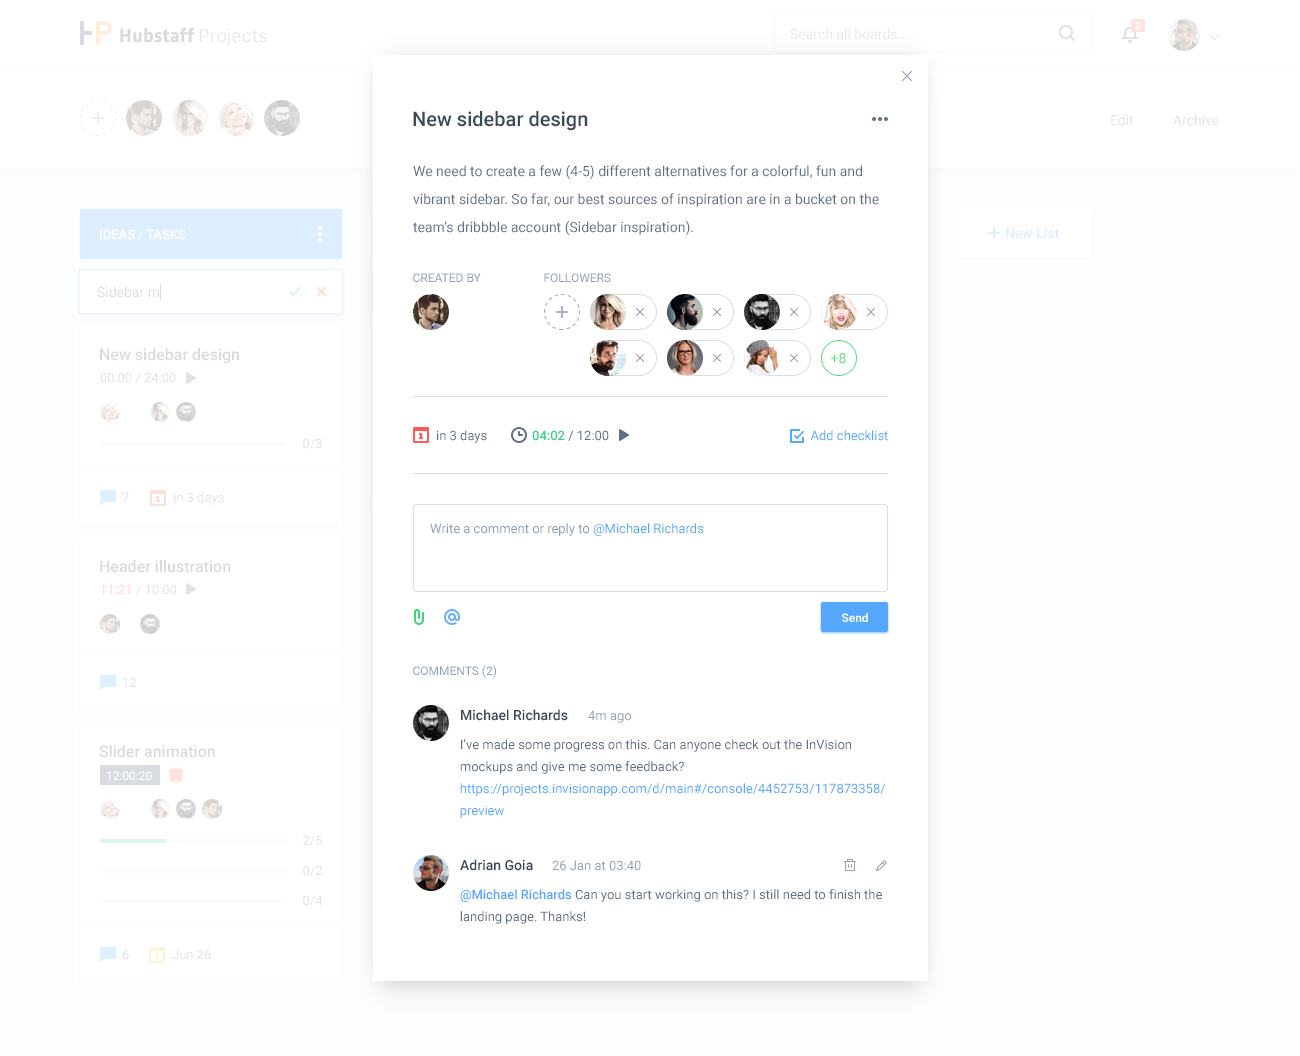 HP Hubstaff Projects
Search all boards...
2
Edit
Archive
IDEAS / TASKS
Sidebar m
New sidebar design
00:00 / 24:00
0/3
7
1
in 3 days
Header illustration
11:21 / 10:00
12
Slider animation
12:00:20
2/5
0/2
0/4
6
1
Jun 26
New sidebar design
We need to create a few (4-5) different alternatives for a colorful, fun and
vibrant sidebar. So far, our best sources of inspiration are in a bucket on the
team’s dribbble account (Sidebar inspiration).
CREATED BY
FOLLOWERS
+8
1
in 3 days
04:02 / 12:00
Add checklist
Write a comment or reply to @Michael Richards
@
Send
COMMENTS (2)
Michael Richards
4m ago
I’ve made some progress on this. Can anyone check out the InVision
mockups and give me some feedback?
https://projects.invisionapp.com/d/main#/console/4452753/117873358/
preview
Adrian Goia
26 Jan at 03:40
@Michael Richards Can you start working on this? I still need to finish the
landing page. Thanks!
+ New List